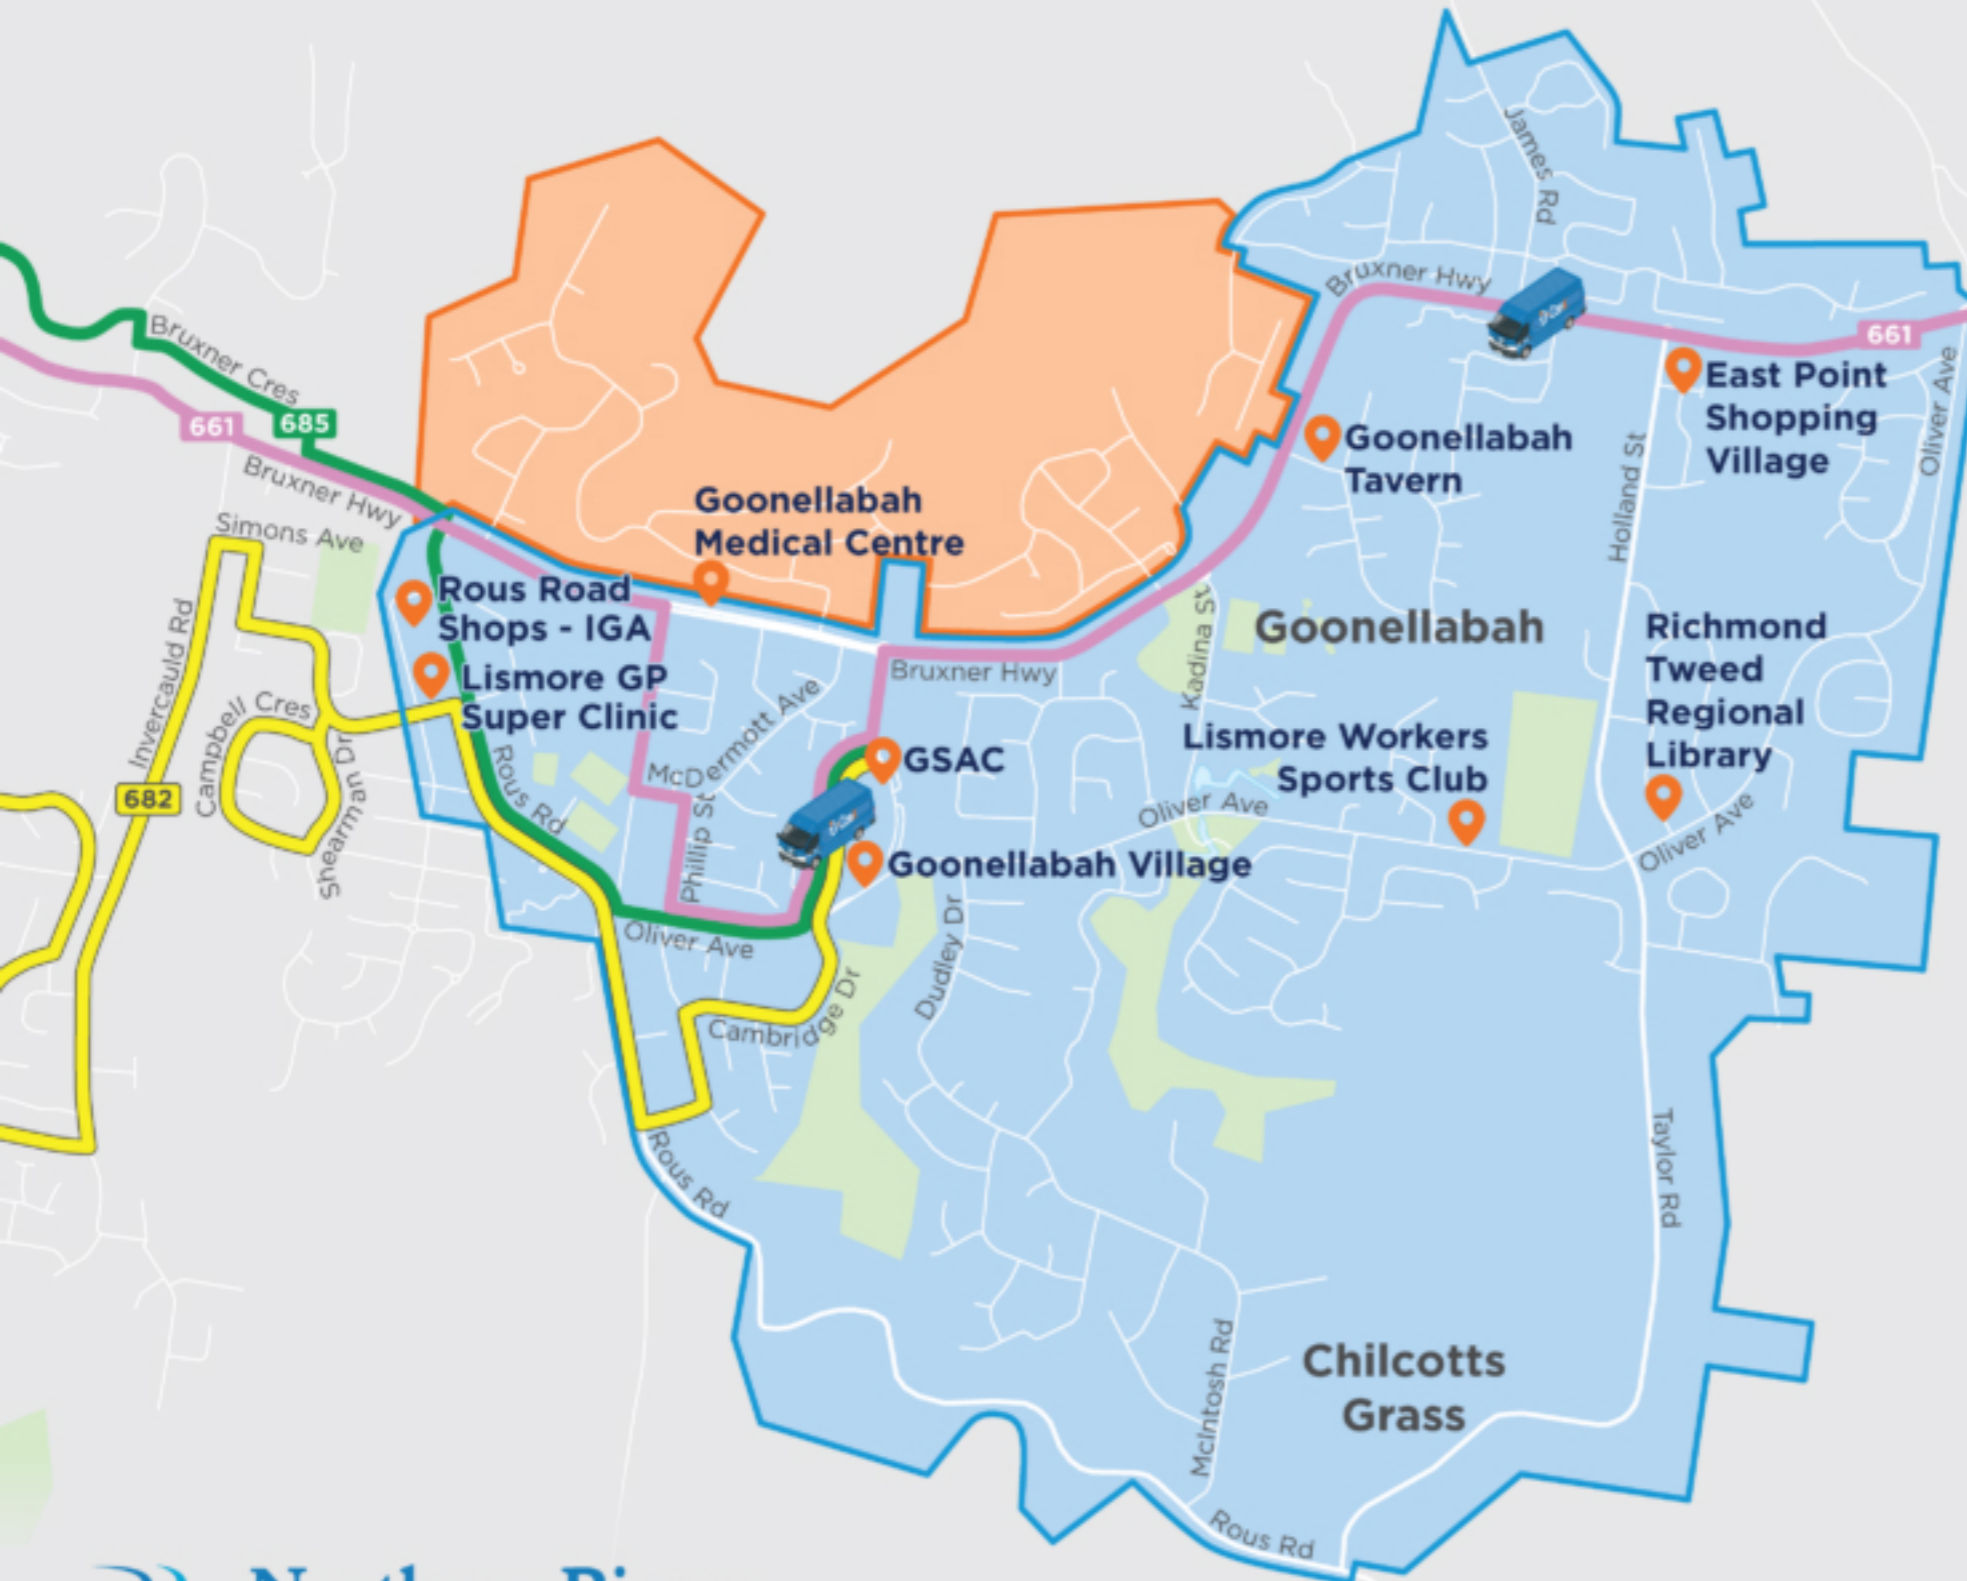 James Rd
Bruxner Hwy
661
Bruxner Cres
685
661
Bruxner Hwy
East Point
Shopping
Village
Oliver Ave
Goonellabah
Tavern
Holland St
Simons Ave
Goonellabah
Medical Centre
Rous Road
Shops - IGA
Lismore GP
Super Clinic
Goonellabah
Richmond
Tweed
Regional
Library
Kadina St
Bruxner Hwy
Invercauld Rd
Campbell Cres
McDermott Ave
Lismore Workers
Sports Club
GSAC
682
Shearman Dr
Rous Rd
Phillip St
Oliver Ave
Oliver Ave
Goonellabah Village
Oliver Ave
Dudley Dr
Cambridge Dr
Rous Rd
Taylor Rd
McIntosh Rd
Chilcotts
Grass
Rous Rd